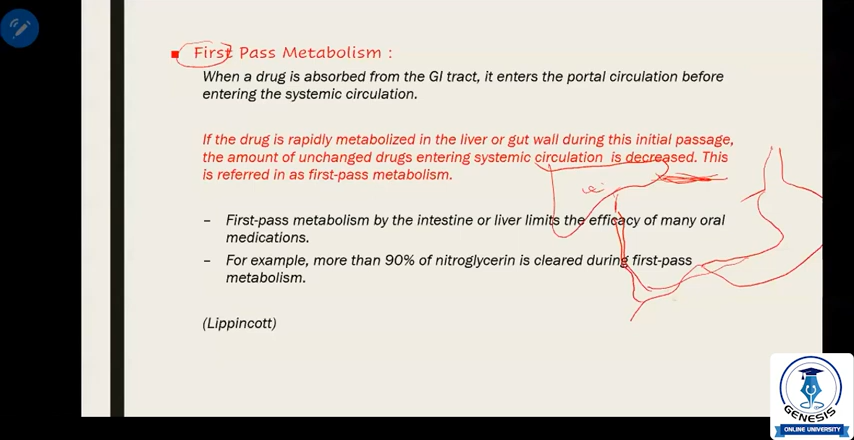 First Pass Metabolism :
When a drug is absorbed from the GI tract, it enters the portal circulation before
entering the systemic circulation.
If the drug is rapidly metabolized in the liver or gut wall during this initial passage,
the amount of unchanged drugs entering systemic circulation is decreased. This
is referred in as first-pass metabolism.
– First-pass metabolism by the intestine or liver limits the efficacy of many oral
medications.
– For example, more than 90% of nitroglycerin is cleared during first-pass
metabolism.
(Lippincott)
GENESIS
ONLINE UNIVERSITY